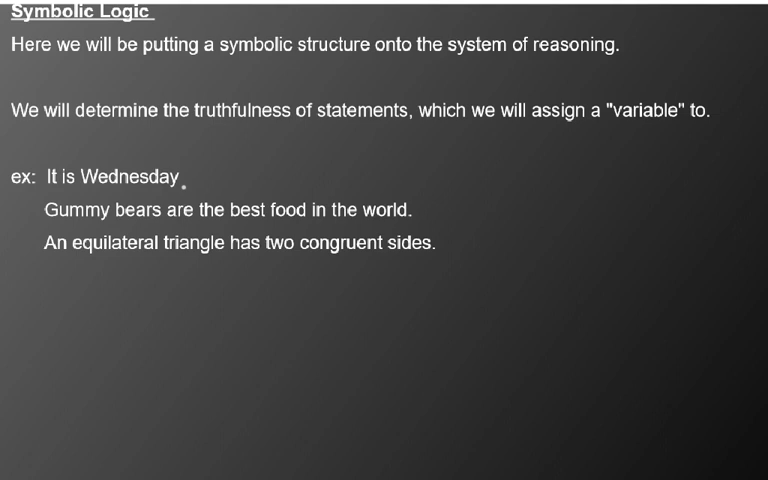 Symbolic Logic
Here we will be putting a symbolic structure onto the system of reasoning.
We will determine the truthfulness of statements, which we will assign a "variable" to.
ex: It is Wednesday.
Gummy bears are the best food in the world.
An equilateral triangle has two congruent sides.